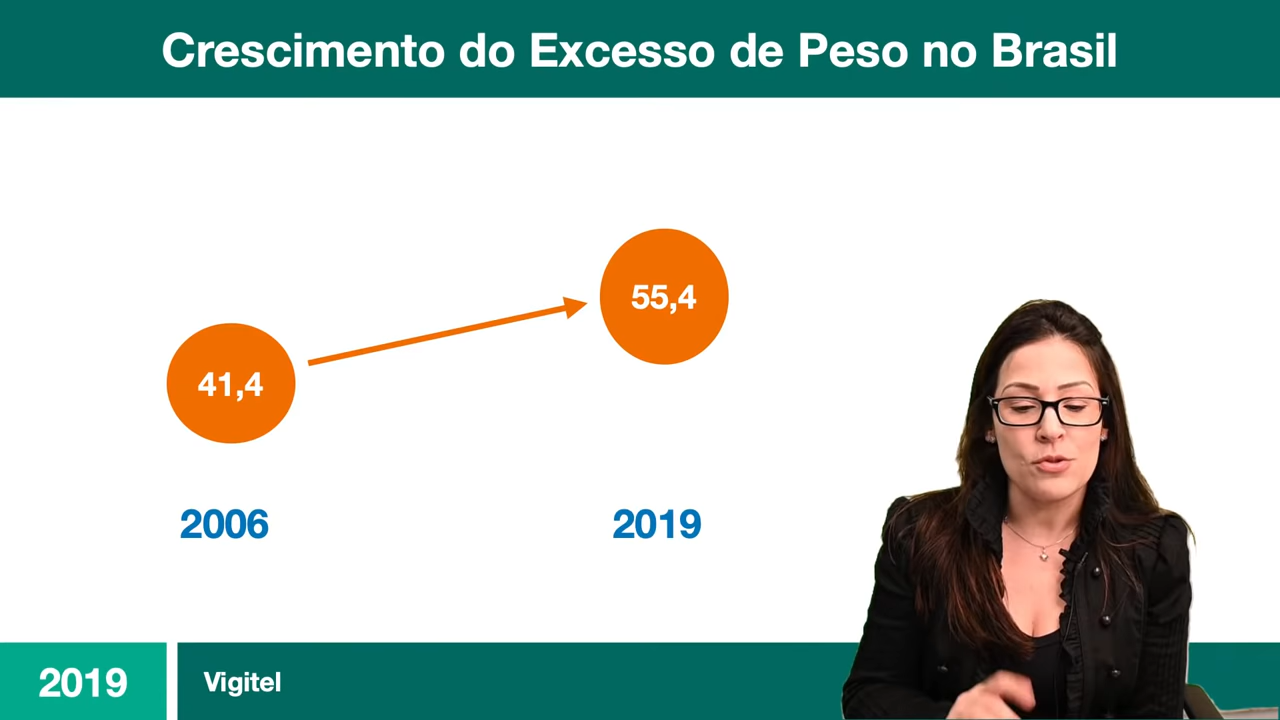 Crescimento do Excesso de Peso no Brasil
55,4
41,4
2006
2019
2019
Vigitel